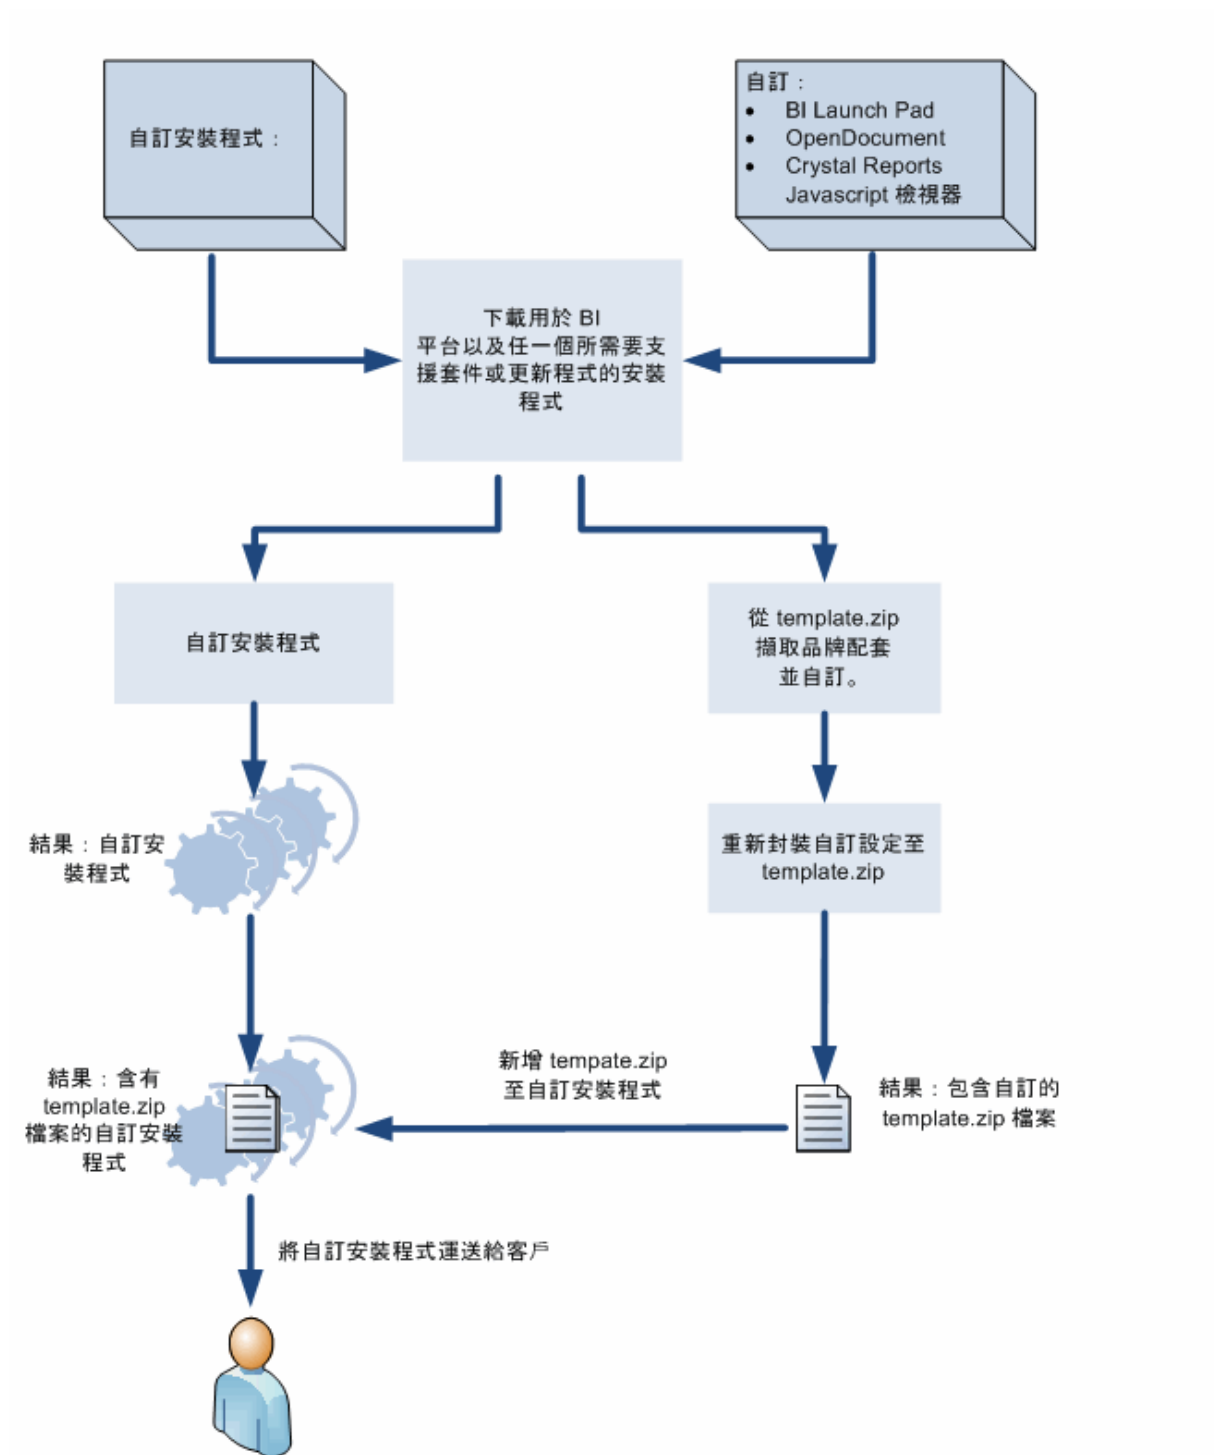 自訂安裝程式：
自訂：
• BI Launch Pad
• OpenDocument
• Crystal Reports
Javascript 檢視器
下載用於 BI
平台以及任一個所需要支
援套件或更新程式的安裝
程式
自訂安裝程式
從 template.zip
擷取品牌配套
並自訂。
結果：自訂安
裝程式
重新封裝自訂設定至
template.zip
結果：含有
template.zip
檔案的自訂安裝
程式
新增 tempate.zip
至自訂安裝程式
結果：包含自訂的
template.zip 檔案
將自訂安裝程式運送給客戶